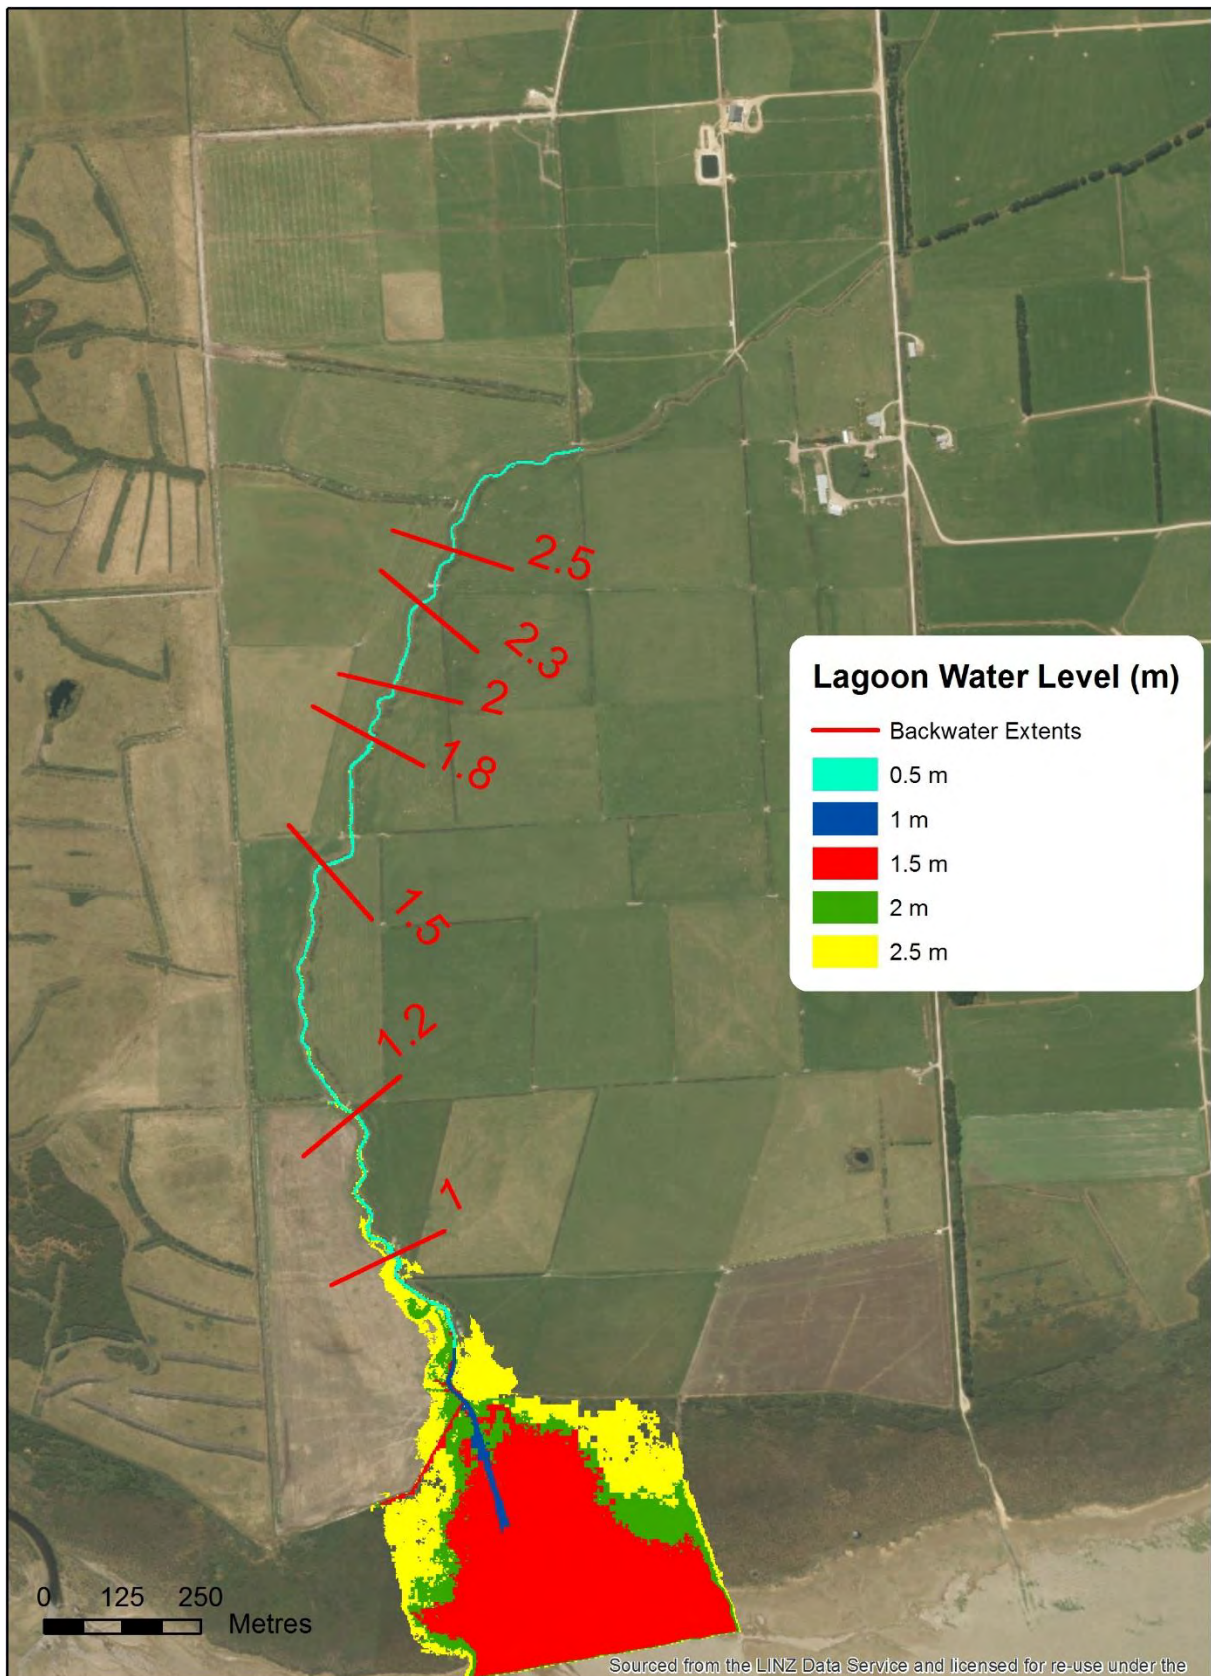 2.5
2.3
2
1.8
1.5
1.2
1
Lagoon Water Level (m)
Backwater Extents
0.5 m
1 m
1.5 m
2 m
2.5 m
0 125 250
Metres
Sourced from the LINZ Data Service and licensed for re-use under the